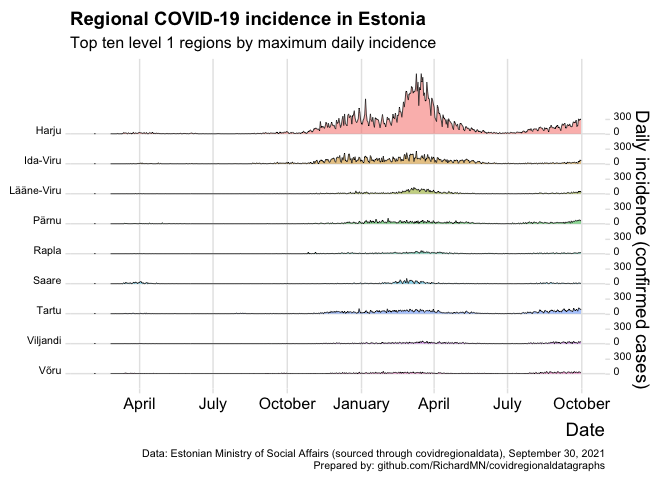 Regional COVID-19 incidence in Estonia
Top ten level 1 regions by maximum daily incidence
Harju
Ida-Viru
Lääne-Viru
Pärnu
Rapla
Saare
Tartu
Viljandi
Võru
300
0
300
0
300
0
300
0
300
0
300
0
300
0
300
0
300
0
Daily incidence (confirmed cases)
April July October January April July October
Date
Data: Estonian Ministry of Social Affairs (sourced through covidregionaldata), September 30, 2021
Prepared by: github.com/RichardMN/covidregionaldatagraphs